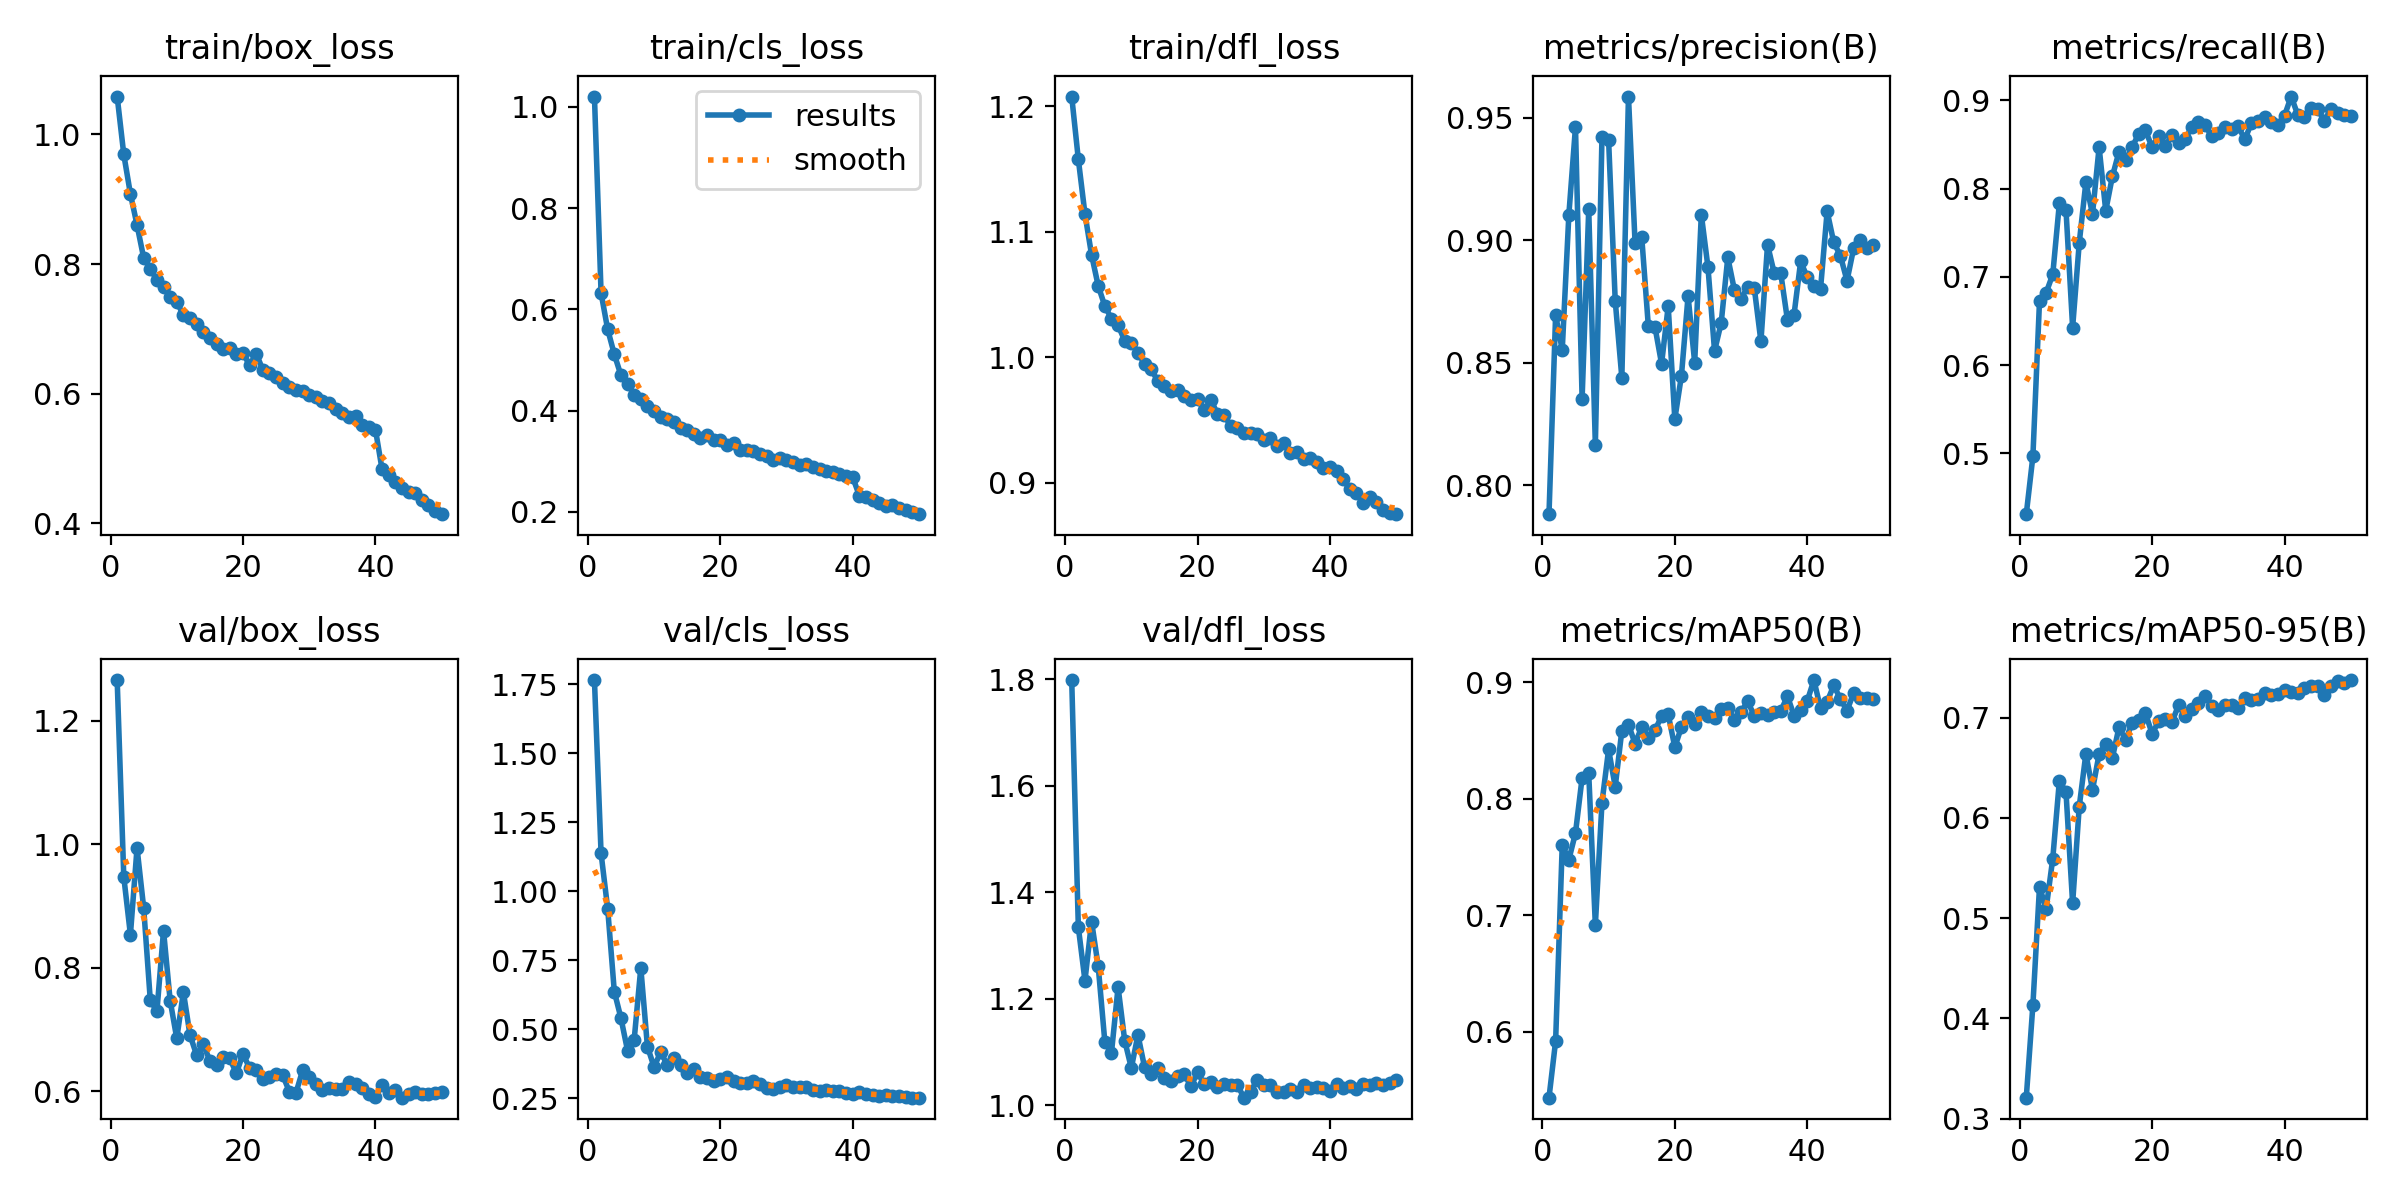 train/box_loss
1.0
0.8
0.6
0.4
0 20 40
train/cls_loss
results
smooth
1.0
0.8
0.6
0.4
0.2
0 20 40
train/dfl_loss
1.2
1.1
1.0
0.9
0 20 40
metrics/precision(B)
0.95
0.90
0.85
0.80
0 20 40
metrics/recall(B)
0.9
0.8
0.7
0.6
0.5
0 20 40
val/box_loss
1.2
1.0
0.8
0.6
0 20 40
val/cls_loss
1.75
1.50
1.25
1.00
0.75
0.50
0.25
0 20 40
val/dfl_loss
1.8
1.6
1.4
1.2
1.0
0 20 40
metrics/mAP50(B)
0.9
0.8
0.7
0.6
0 20 40
metrics/mAP50-95(B)
0.7
0.6
0.5
0.4
0.3
0 20 40